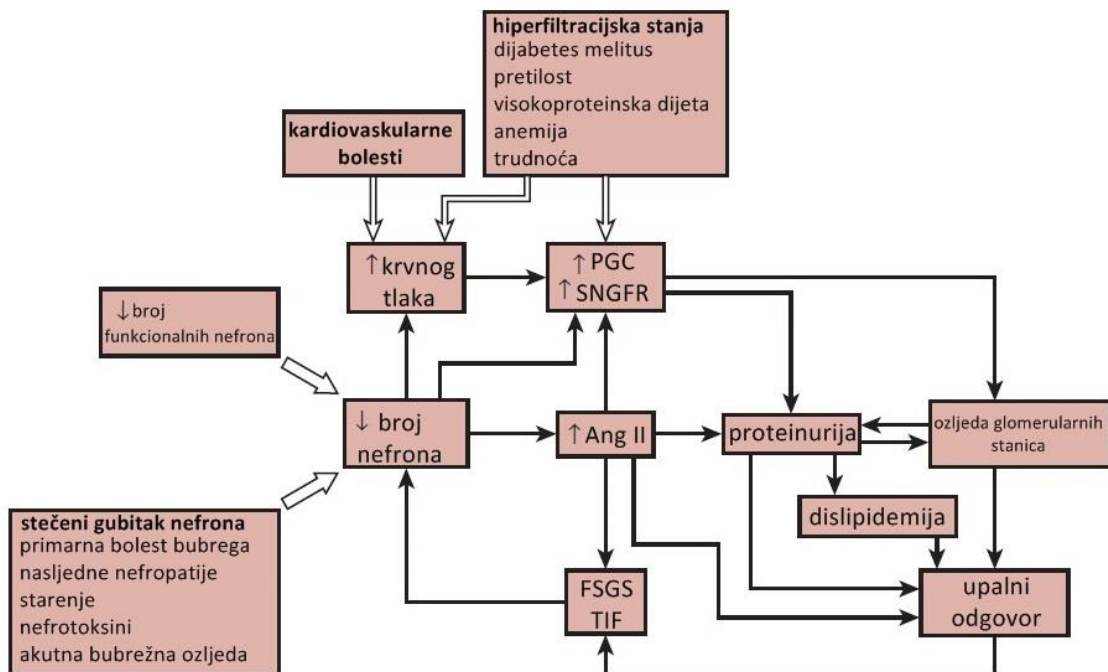 hiperfiltracijska stanja
dijabetes melitus
pretilost
visokoproteinska dijeta
anemija
trudnoća
kardiovaskularne
bolesti
↑krvnog
tlaka
↑ PGC
↑ SNGFR
↓broj
funkcionalnih nefrona
↓ broj
nefrona
↑ Ang II
proteinurija
ozljeda glomerularnih
stanica
dislipidemija
stečeni gubitak nefrona
primarna bolest bubrega
nasljedne nefropatije
starenje
nefrotoksini
akutna bubrežna ozljeda
FSGS
TIF
upalni
odgovor